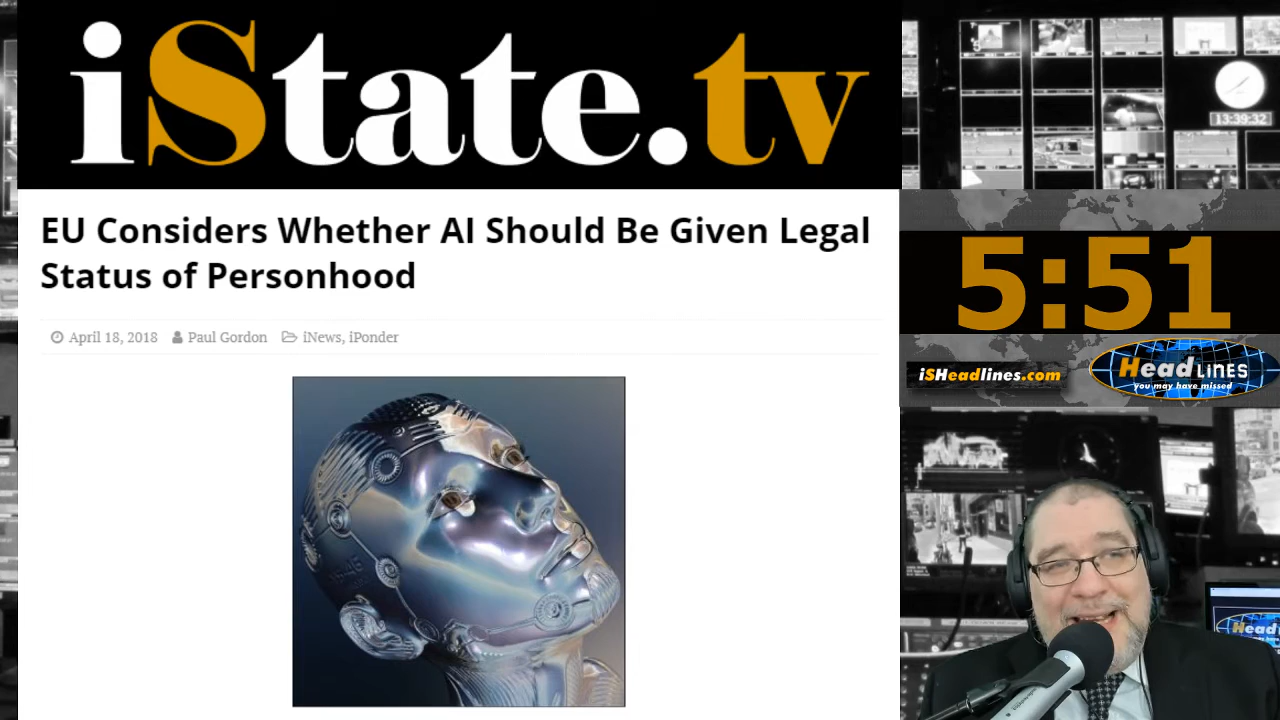 iState.tv
13:39:32
EU Considers Whether AI Should Be Given Legal
Status of Personhood
April 18, 2018 Paul Gordon iNews, iPonder
5:51
iSHeadlines.com
HeadLINES
you may have missed
Head